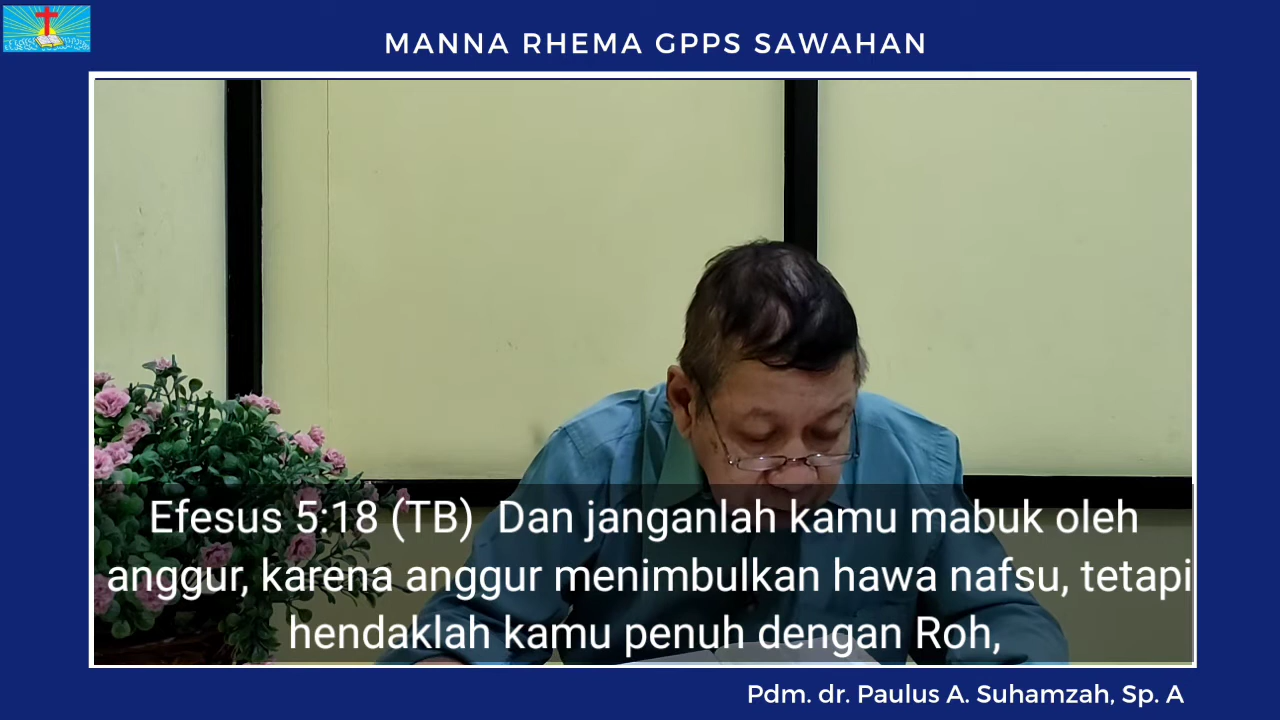 MANNA RHEMA GPPS SAWAHAN
Efesus 5:18 (TB)  Dan janganlah kamu mabuk oleh
anggur, karena anggur menimbulkan hawa nafsu, tetapi
hendaklah kamu penuh dengan Roh,
Pdm. dr. Paulus A. Suhamzah, Sp. A